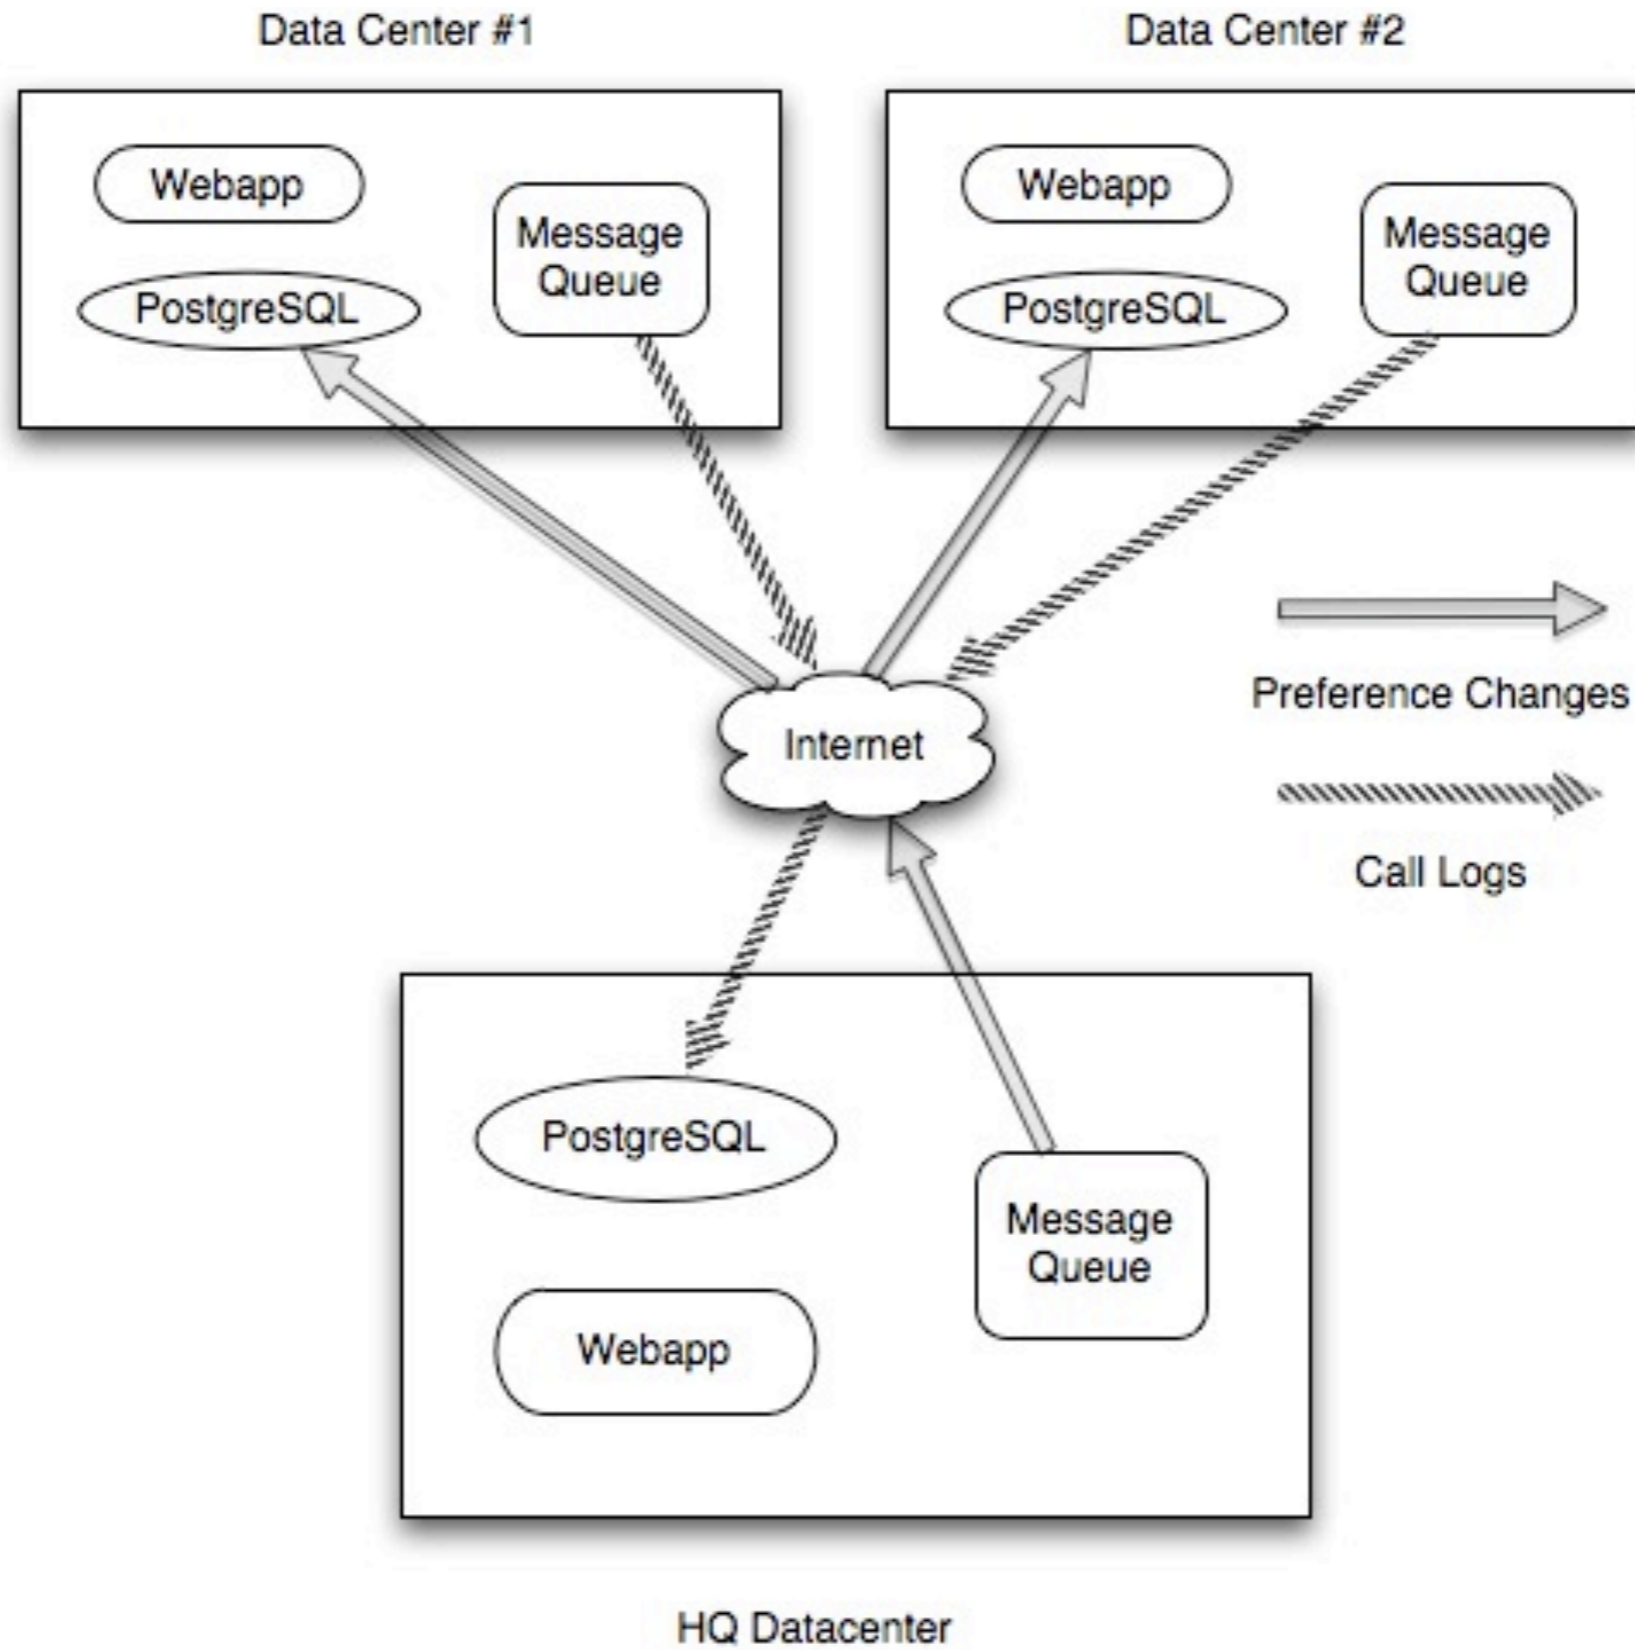 Data Center #1
Data Center #2
Webapp
Message
Queue
PostgreSQL
Webapp
Message
Queue
PostgreSQL
Internet
Preference Changes
Call Logs
PostgreSQL
Message
Queue
Webapp
HQ Datacenter